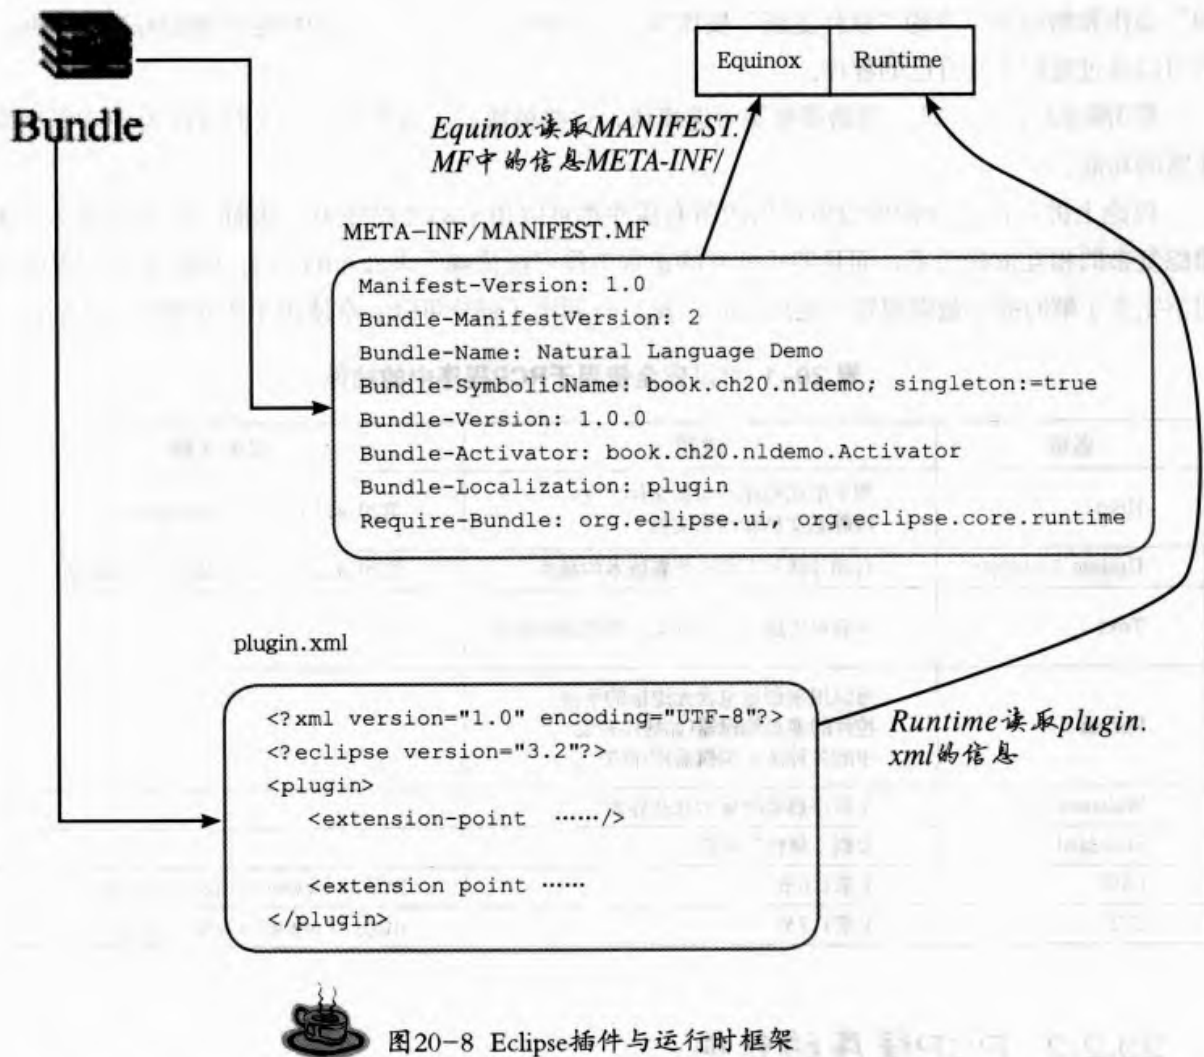 Bundle
Equinox
Runtime
Equinox读取MANIFEST.
MF中的信息META-INF/
META-INF/MANIFEST.MF
Manifest-Version: 1.0
Bundle-ManifestVersion: 2
Bundle-Name: Natural Language Demo
Bundle-SymbolicName: book.ch20.nldemo; singleton:=true
Bundle-Version: 1.0.0
Bundle-Activator: book.ch20.nldemo.Activator
Bundle-Localization: plugin
Require-Bundle: org.eclipse.ui, org.eclipse.core.runtime
plugin.xml
<?xml version="1.0" encoding="UTF-8"?>
<?eclipse version="3.2"?>
<plugin>
<extension-point ……/>
<extension point ……
</plugin>
Runtime读取plugin.
xml的信息
图20-8 Eclipse插件与运行时框架